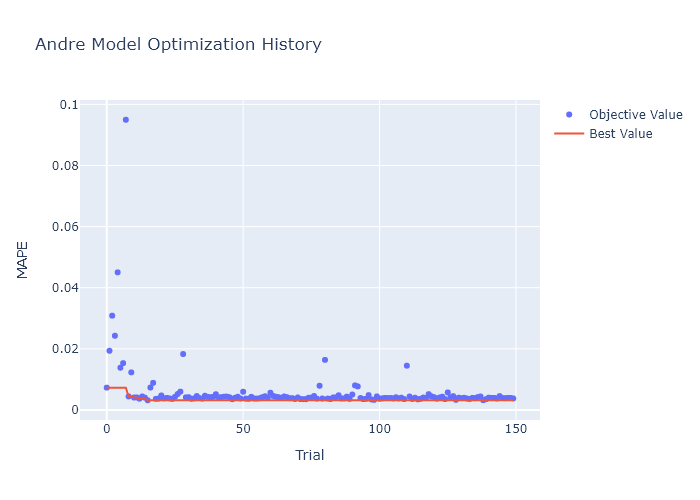 Andre Model Optimization History
0.1
0.08
0.06
0.04
0.02
0
MAPE
0
50
100
150
Trial
Objective Value
Best Value